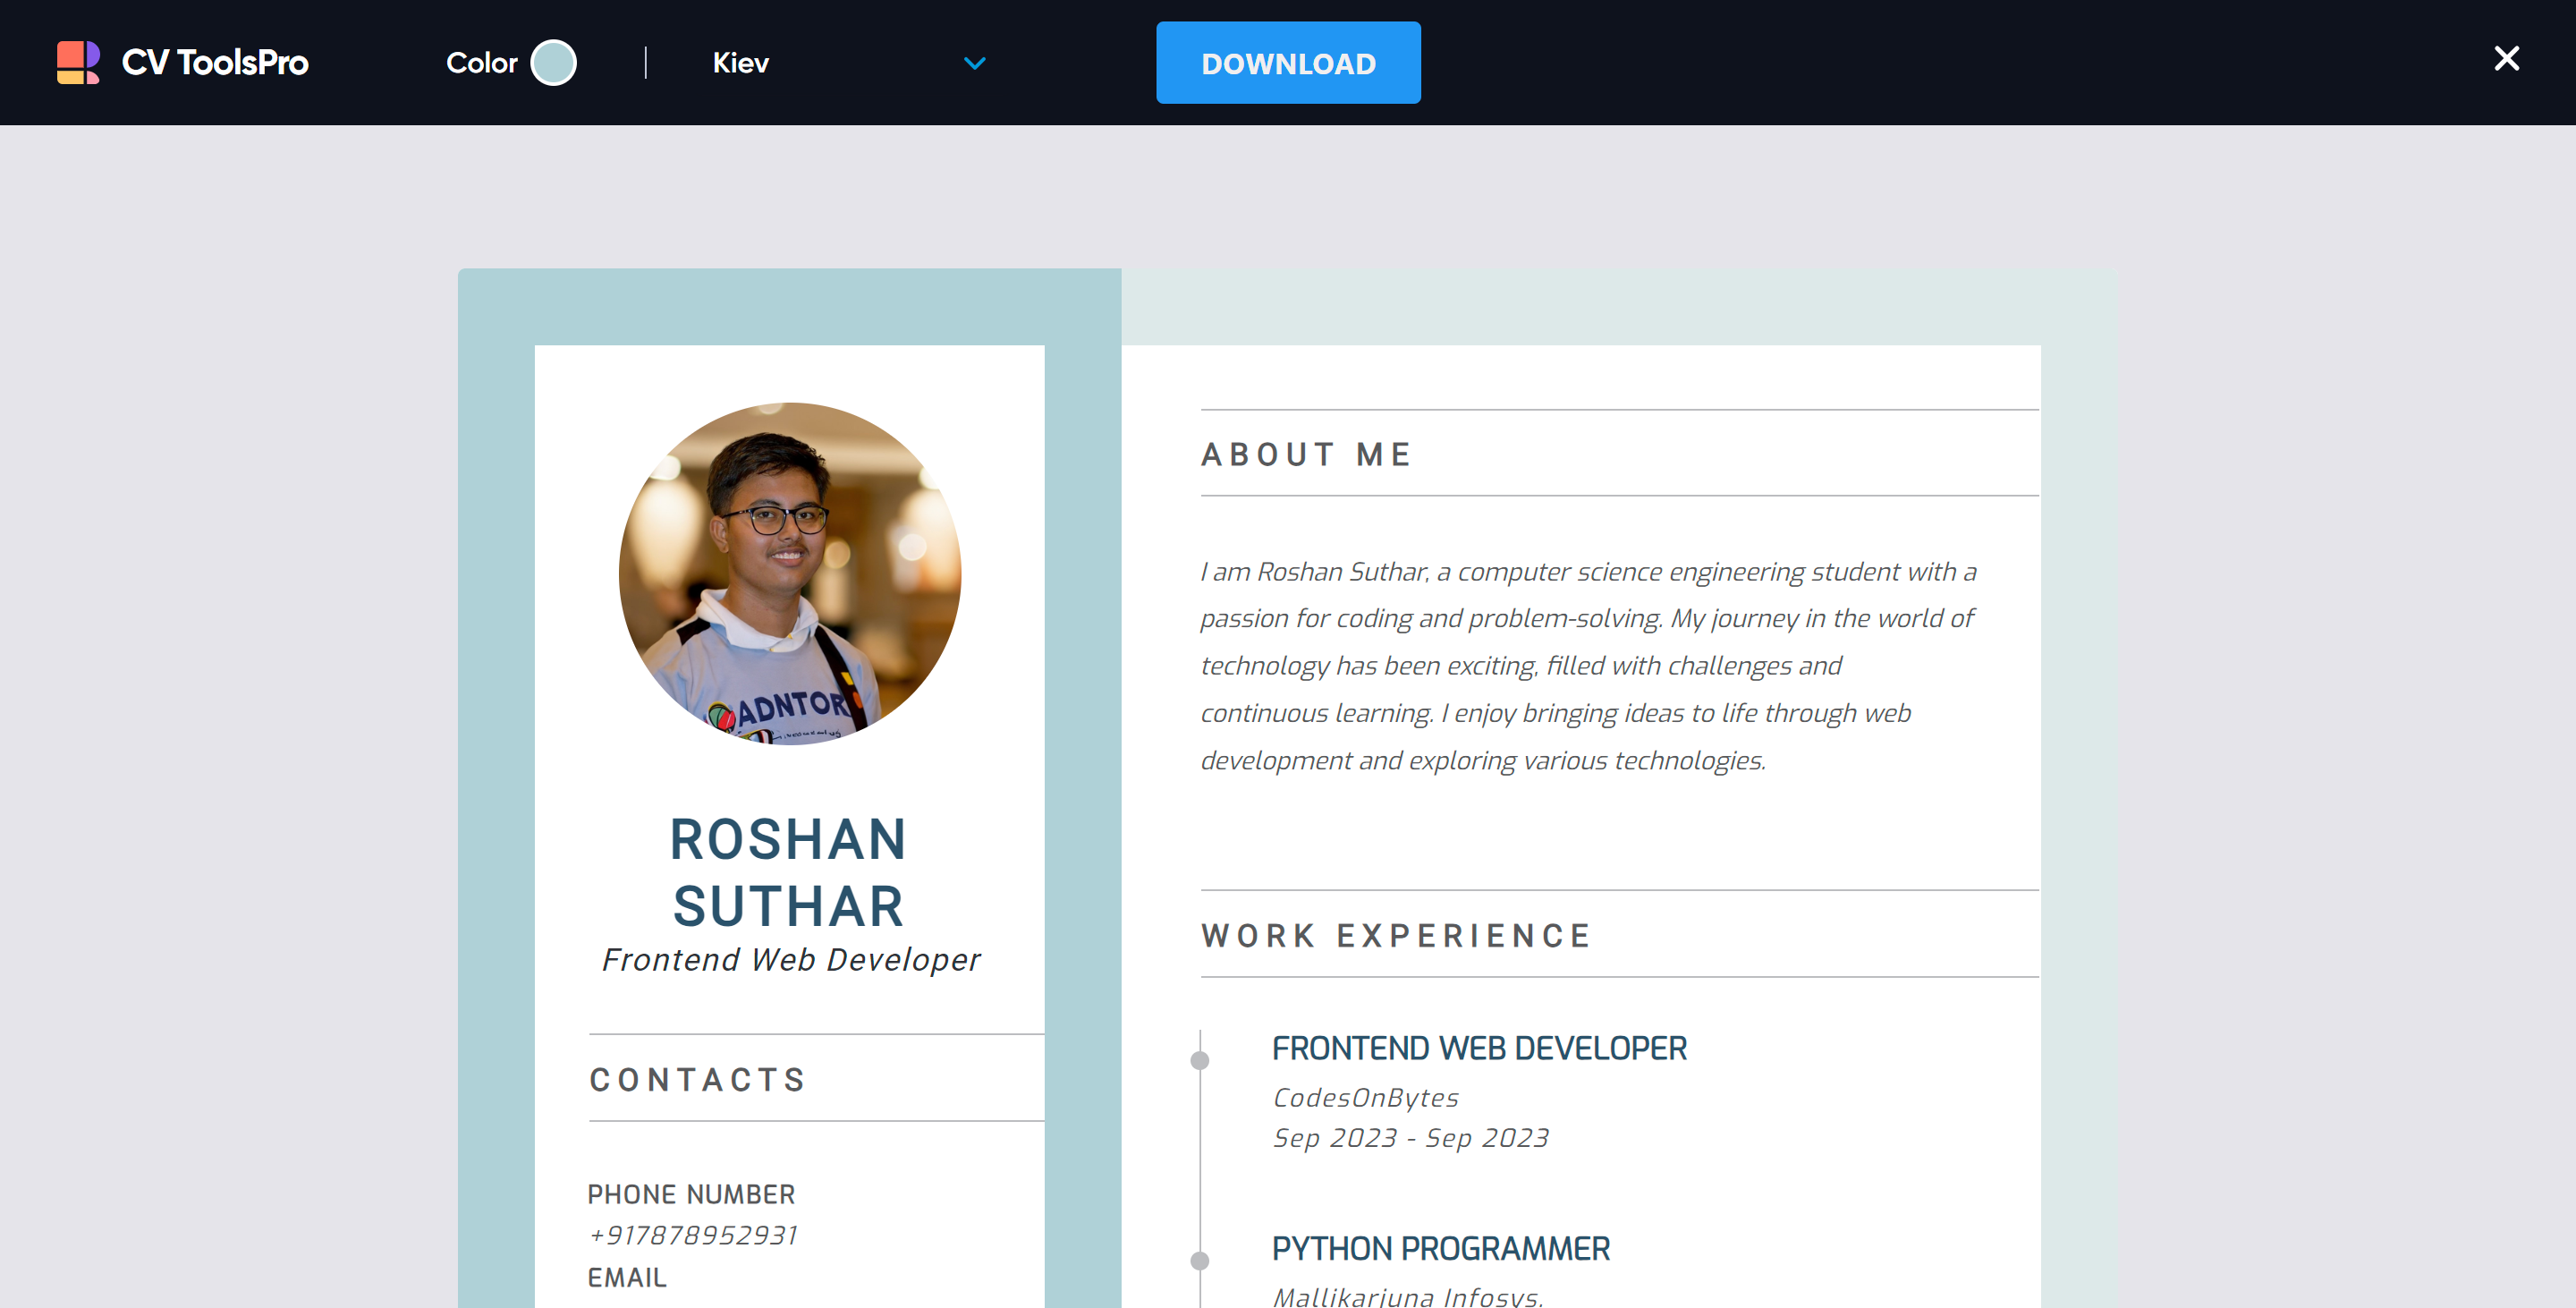 CV ToolsPro
Color
Kiev
DOWNLOAD
ADNTOR
ROSHAN
SUTHAR
Frontend Web Developer
CONTACTS
PHONE NUMBER
+917878952931
EMAIL
ABOUT ME
I am Roshan Suthar, a computer science engineering student with a
passion for coding and problem-solving. My journey in the world of
technology has been exciting, filled with challenges and
continuous learning. I enjoy bringing ideas to life through web
development and exploring various technologies.
WORK EXPERIENCE
FRONTEND WEB DEVELOPER
CodesOnBytes
Sep 2023 - Sep 2023
PYTHON PROGRAMMER
Mallikarjuna Infosys.